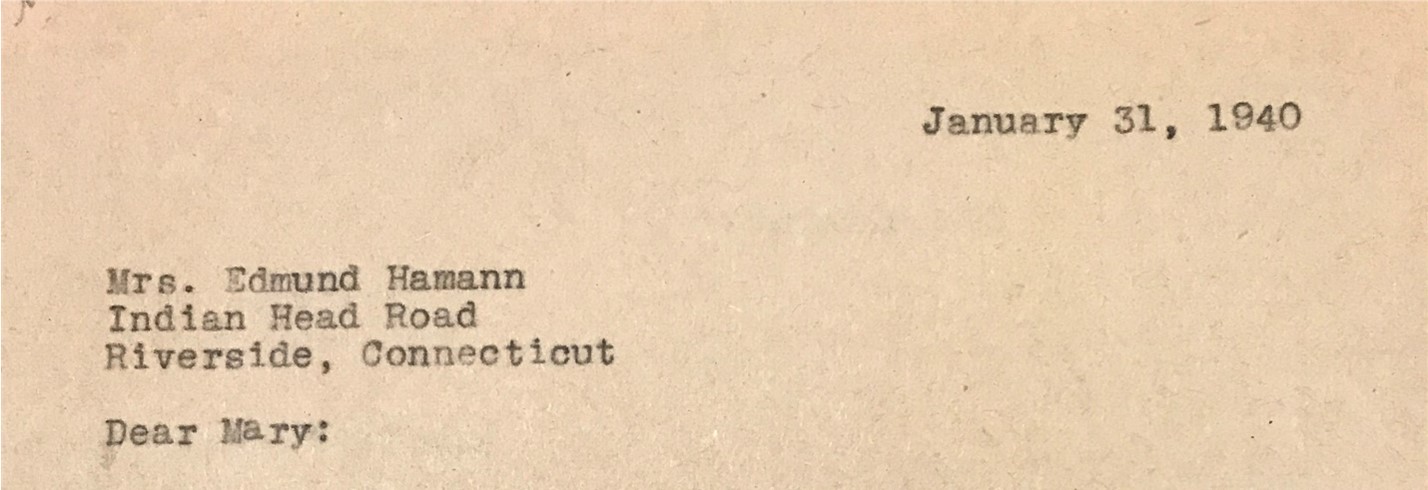 January 31, 1940
Mrs. Edmund Hamann
Indian Head Road
Riverside, Connecticut
Dear Mary: